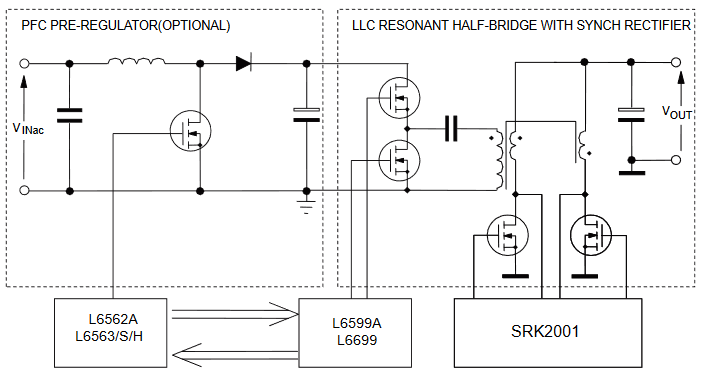 PFC PRE-REGULATOR(OPTIONAL)
LLC RESONANT HALF-BRIDGE WITH SYNCH RECTIFIER
VINac
VOUT
L6562A
L6563/S/H
L6599A
L6699
SRK2001